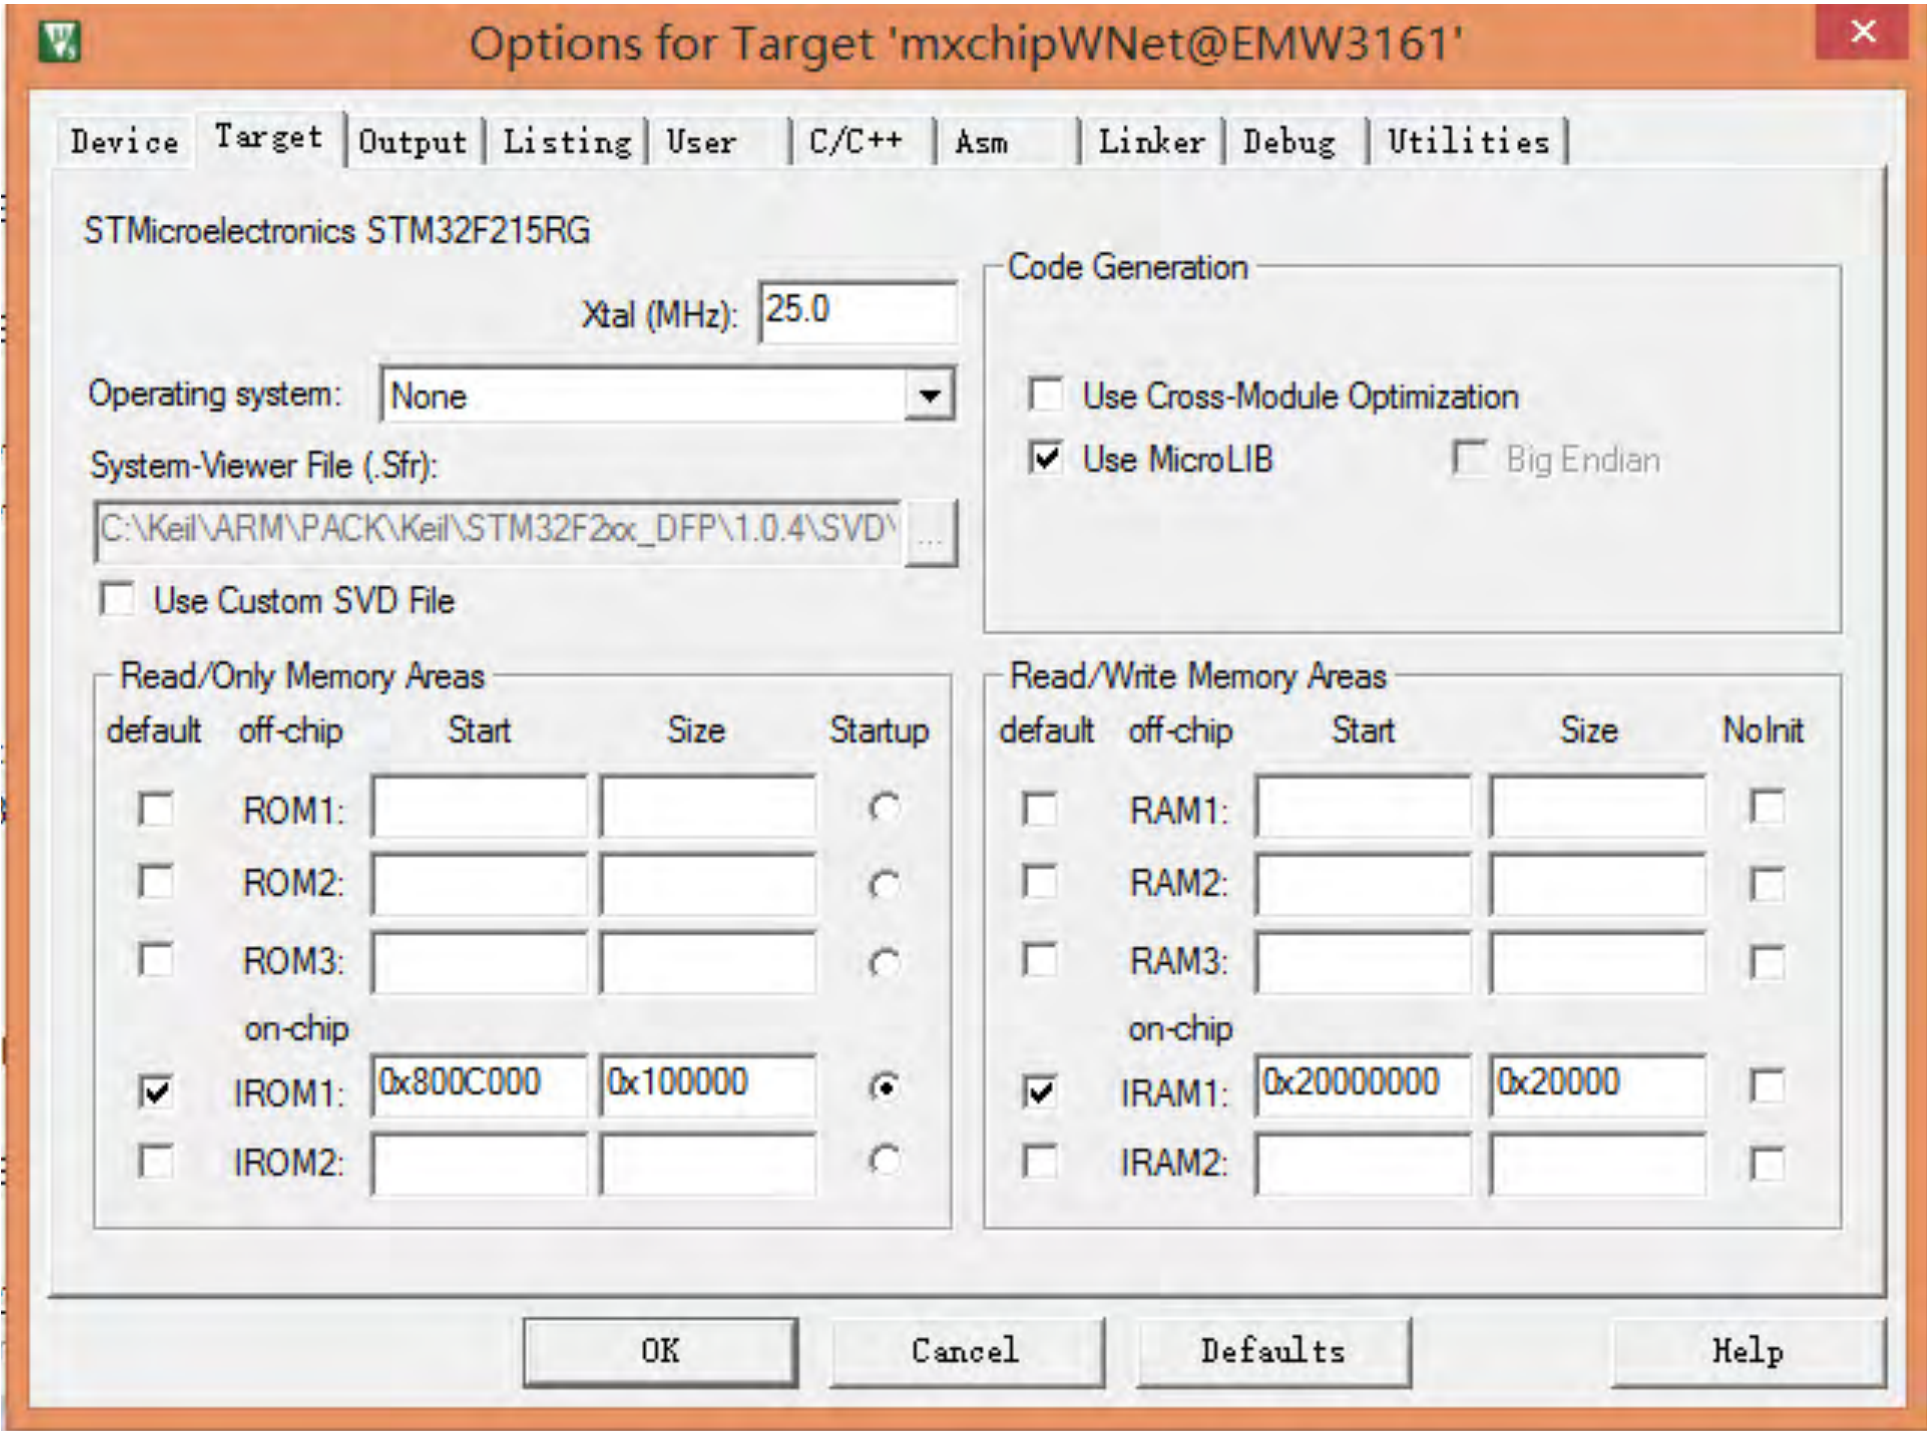 Options for Target 'mxchipWNet@EMW3161'
Device Target Output Listing User C/C++ Asm Linker Debug Utilities
STMicroelectronics STM32F215RG
Xtal (MHz): 25.0
Operating system: None
System-Viewer File (.Sfr):
C:\Keil\ARM\PACK\Keil\STM32F2xx_DFP\1.0.4\SVD\ ...
Use Custom SVD File
Code Generation
Use Cross-Module Optimization
Use MicroLIB Big Endian
Read/Only Memory Areas
default off-chip Start Size Startup
ROM1:
ROM2:
ROM3:
on-chip
IROM1: 0x800C000 0x100000
IROM2:
Read/Write Memory Areas
default off-chip Start Size NoInit
RAM1:
RAM2:
RAM3:
on-chip
IRAM1: 0x20000000 0x20000
IRAM2:
OK Cancel Defaults Help